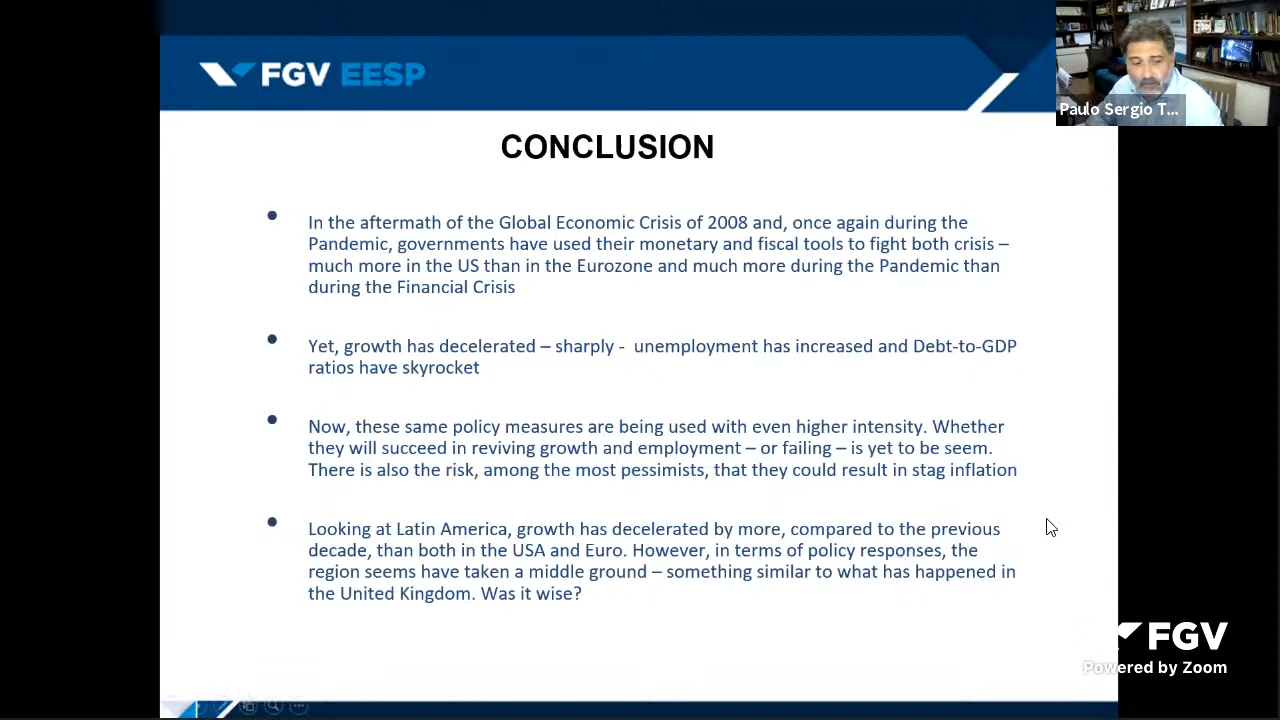 FGV EESP
Paulo Sergio T...
CONCLUSION
• In the aftermath of the Global Economic Crisis of 2008 and, once again during the
Pandemic, governments have used their monetary and fiscal tools to fight both crisis –
much more in the US than in the Eurozone and much more during the Pandemic than
during the Financial Crisis
• Yet, growth has decelerated – sharply - unemployment has increased and Debt-to-GDP
ratios have skyrocket
• Now, these same policy measures are being used with even higher intensity. Whether
they will succeed in reviving growth and employment – or failing – is yet to be seem.
There is also the risk, among the most pessimists, that they could result in stag inflation
• Looking at Latin America, growth has decelerated by more, compared to the previous
decade, than both in the USA and Euro. However, in terms of policy responses, the
region seems have taken a middle ground – something similar to what has happened in
the United Kingdom. Was it wise?
FGV
Powered by Zoom